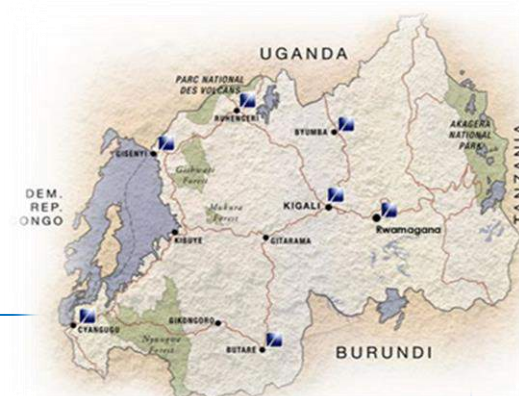 UGANDA
PARC NATIONAL
DES VOLCANS
RUHENGERI
BYUMBA
AKAGERA
NATIONAL
PARK
GISENYI
Gishwati
Forest
TANZANIA
DEM.
REP.
CONGO
Mukura
Forest
KIGALI
Rwamagana
KIBUYE
GITARAMA
CYANGUGU
GIKONGORO
Nyungwe
Forest
BUTARE
BURUNDI